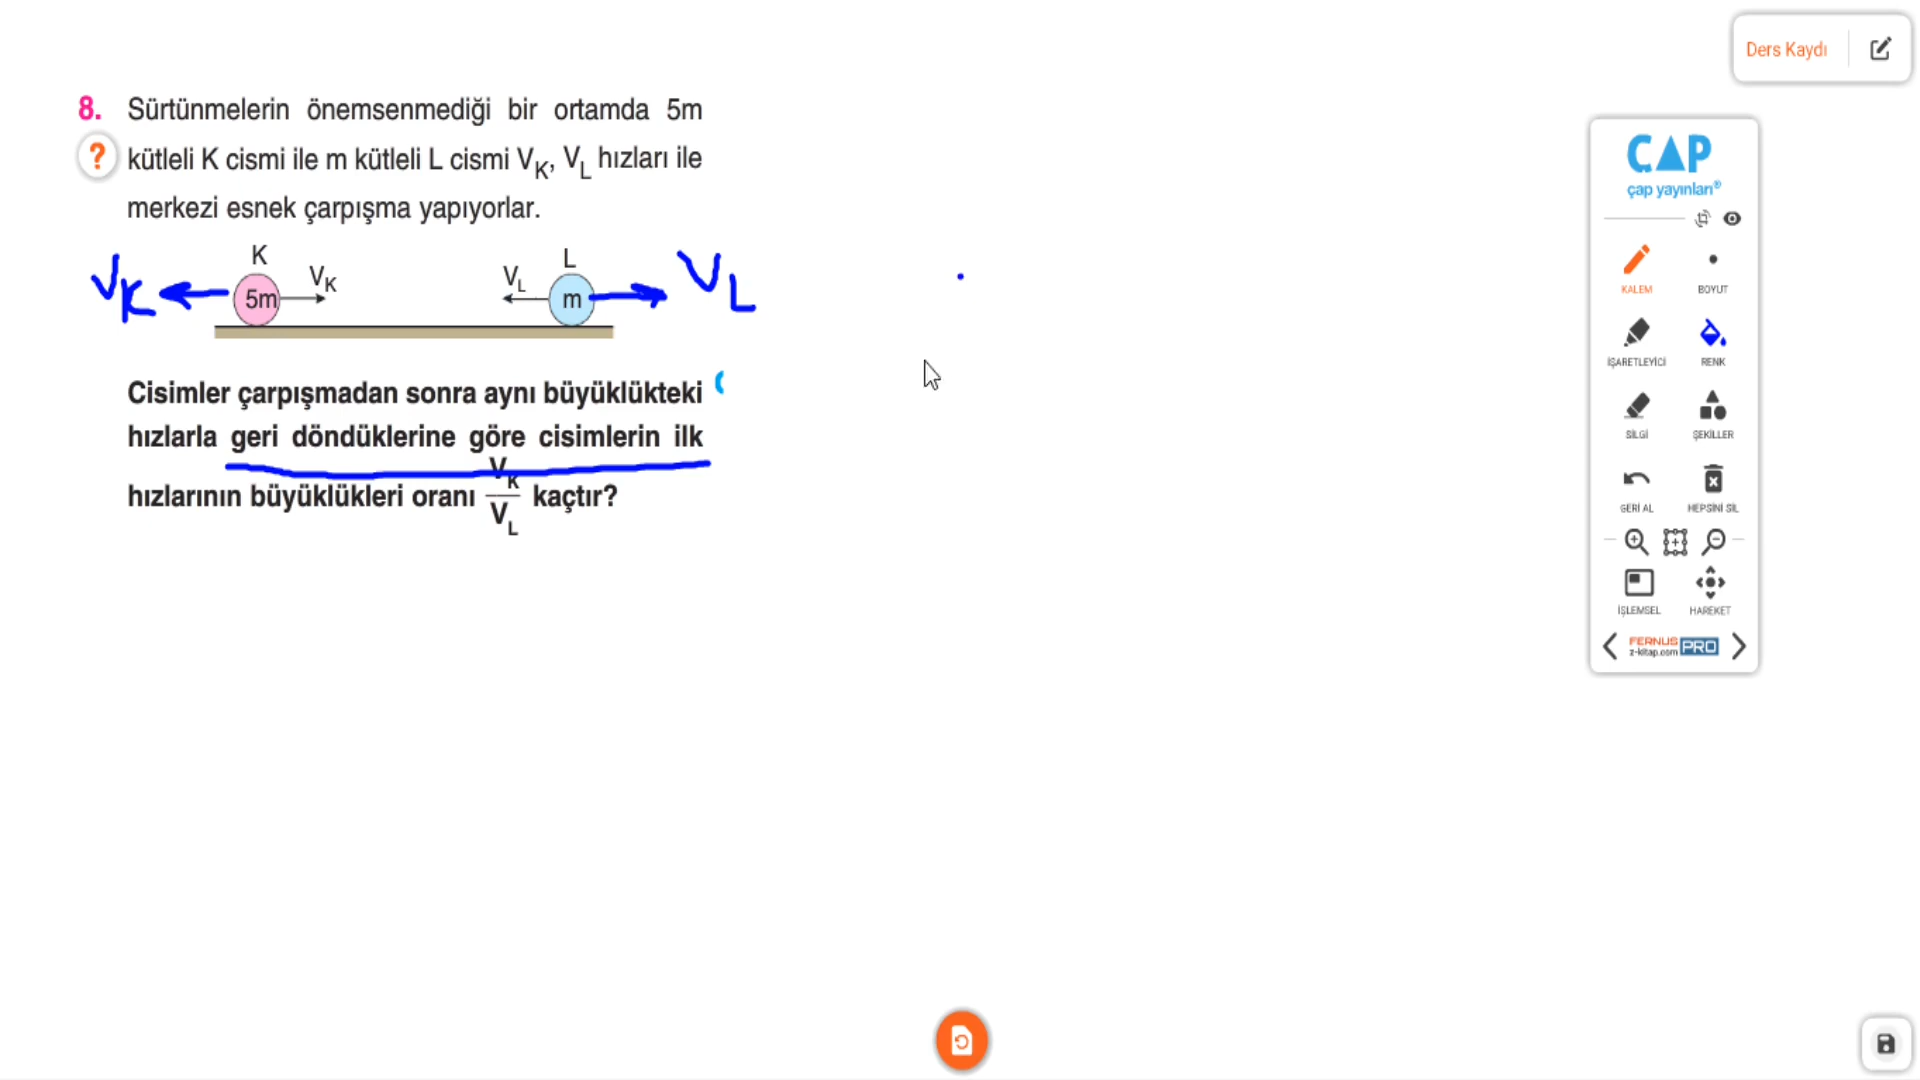 Ders Kaydı
8. Sürtünmelerin önemsenmediği bir ortamda 5m
? kütleli K cismi ile m kütleli L cismi VK, VL hızları ile
merkezi esnek çarpışma yapıyorlar.
K
L
VK
VK
VL
VL
5m
m
Cisimler çarpışmadan sonra aynı büyüklükteki
hızlarla geri döndüklerine göre cisimlerin ilk
hızlarının büyüklükleri oranı VK/VL kaçtır?
ÇAP
çap yayınları®
KALEM
BOYUT
İŞARETLEYİCİ
RENK
SİLGİ
ŞEKİLLER
GERİ AL
HEPSİNİ SİL
İŞLEMSEL
HAREKET
FERNUS
z-kitap.com
PRO